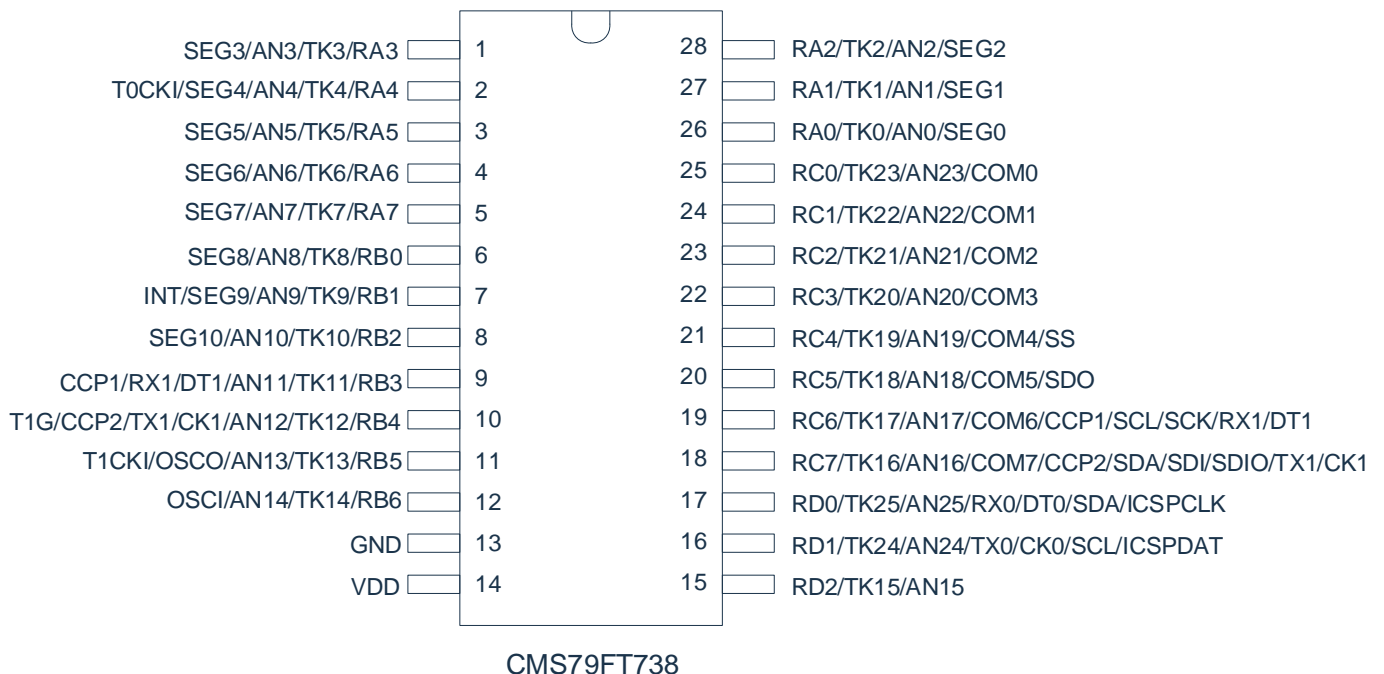 SEG3/AN3/TK3/RA3 1 28 RA2/TK2/AN2/SEG2
T0CKI/SEG4/AN4/TK4/RA4 2 27 RA1/TK1/AN1/SEG1
SEG5/AN5/TK5/RA5 3 26 RA0/TK0/AN0/SEG0
SEG6/AN6/TK6/RA6 4 25 RC0/TK23/AN23/COM0
SEG7/AN7/TK7/RA7 5 24 RC1/TK22/AN22/COM1
SEG8/AN8/TK8/RB0 6 23 RC2/TK21/AN21/COM2
INT/SEG9/AN9/TK9/RB1 7 22 RC3/TK20/AN20/COM3
SEG10/AN10/TK10/RB2 8 21 RC4/TK19/AN19/COM4/SS
CCP1/RX1/DT1/AN11/TK11/RB3 9 20 RC5/TK18/AN18/COM5/SDO
T1G/CCP2/TX1/CK1/AN12/TK12/RB4 10 19 RC6/TK17/AN17/COM6/CCP1/SCL/SCK/RX1/DT1
T1CKI/OSCO/AN13/TK13/RB5 11 18 RC7/TK16/AN16/COM7/CCP2/SDA/SDI/SDIO/TX1/CK1
OSCI/AN14/TK14/RB6 12 17 RD0/TK25/AN25/RX0/DT0/SDA/ICSPCLK
GND 13 16 RD1/TK24/AN24/TX0/CK0/SCL/ICSPDAT
VDD 14 15 RD2/TK15/AN15
CMS79FT738